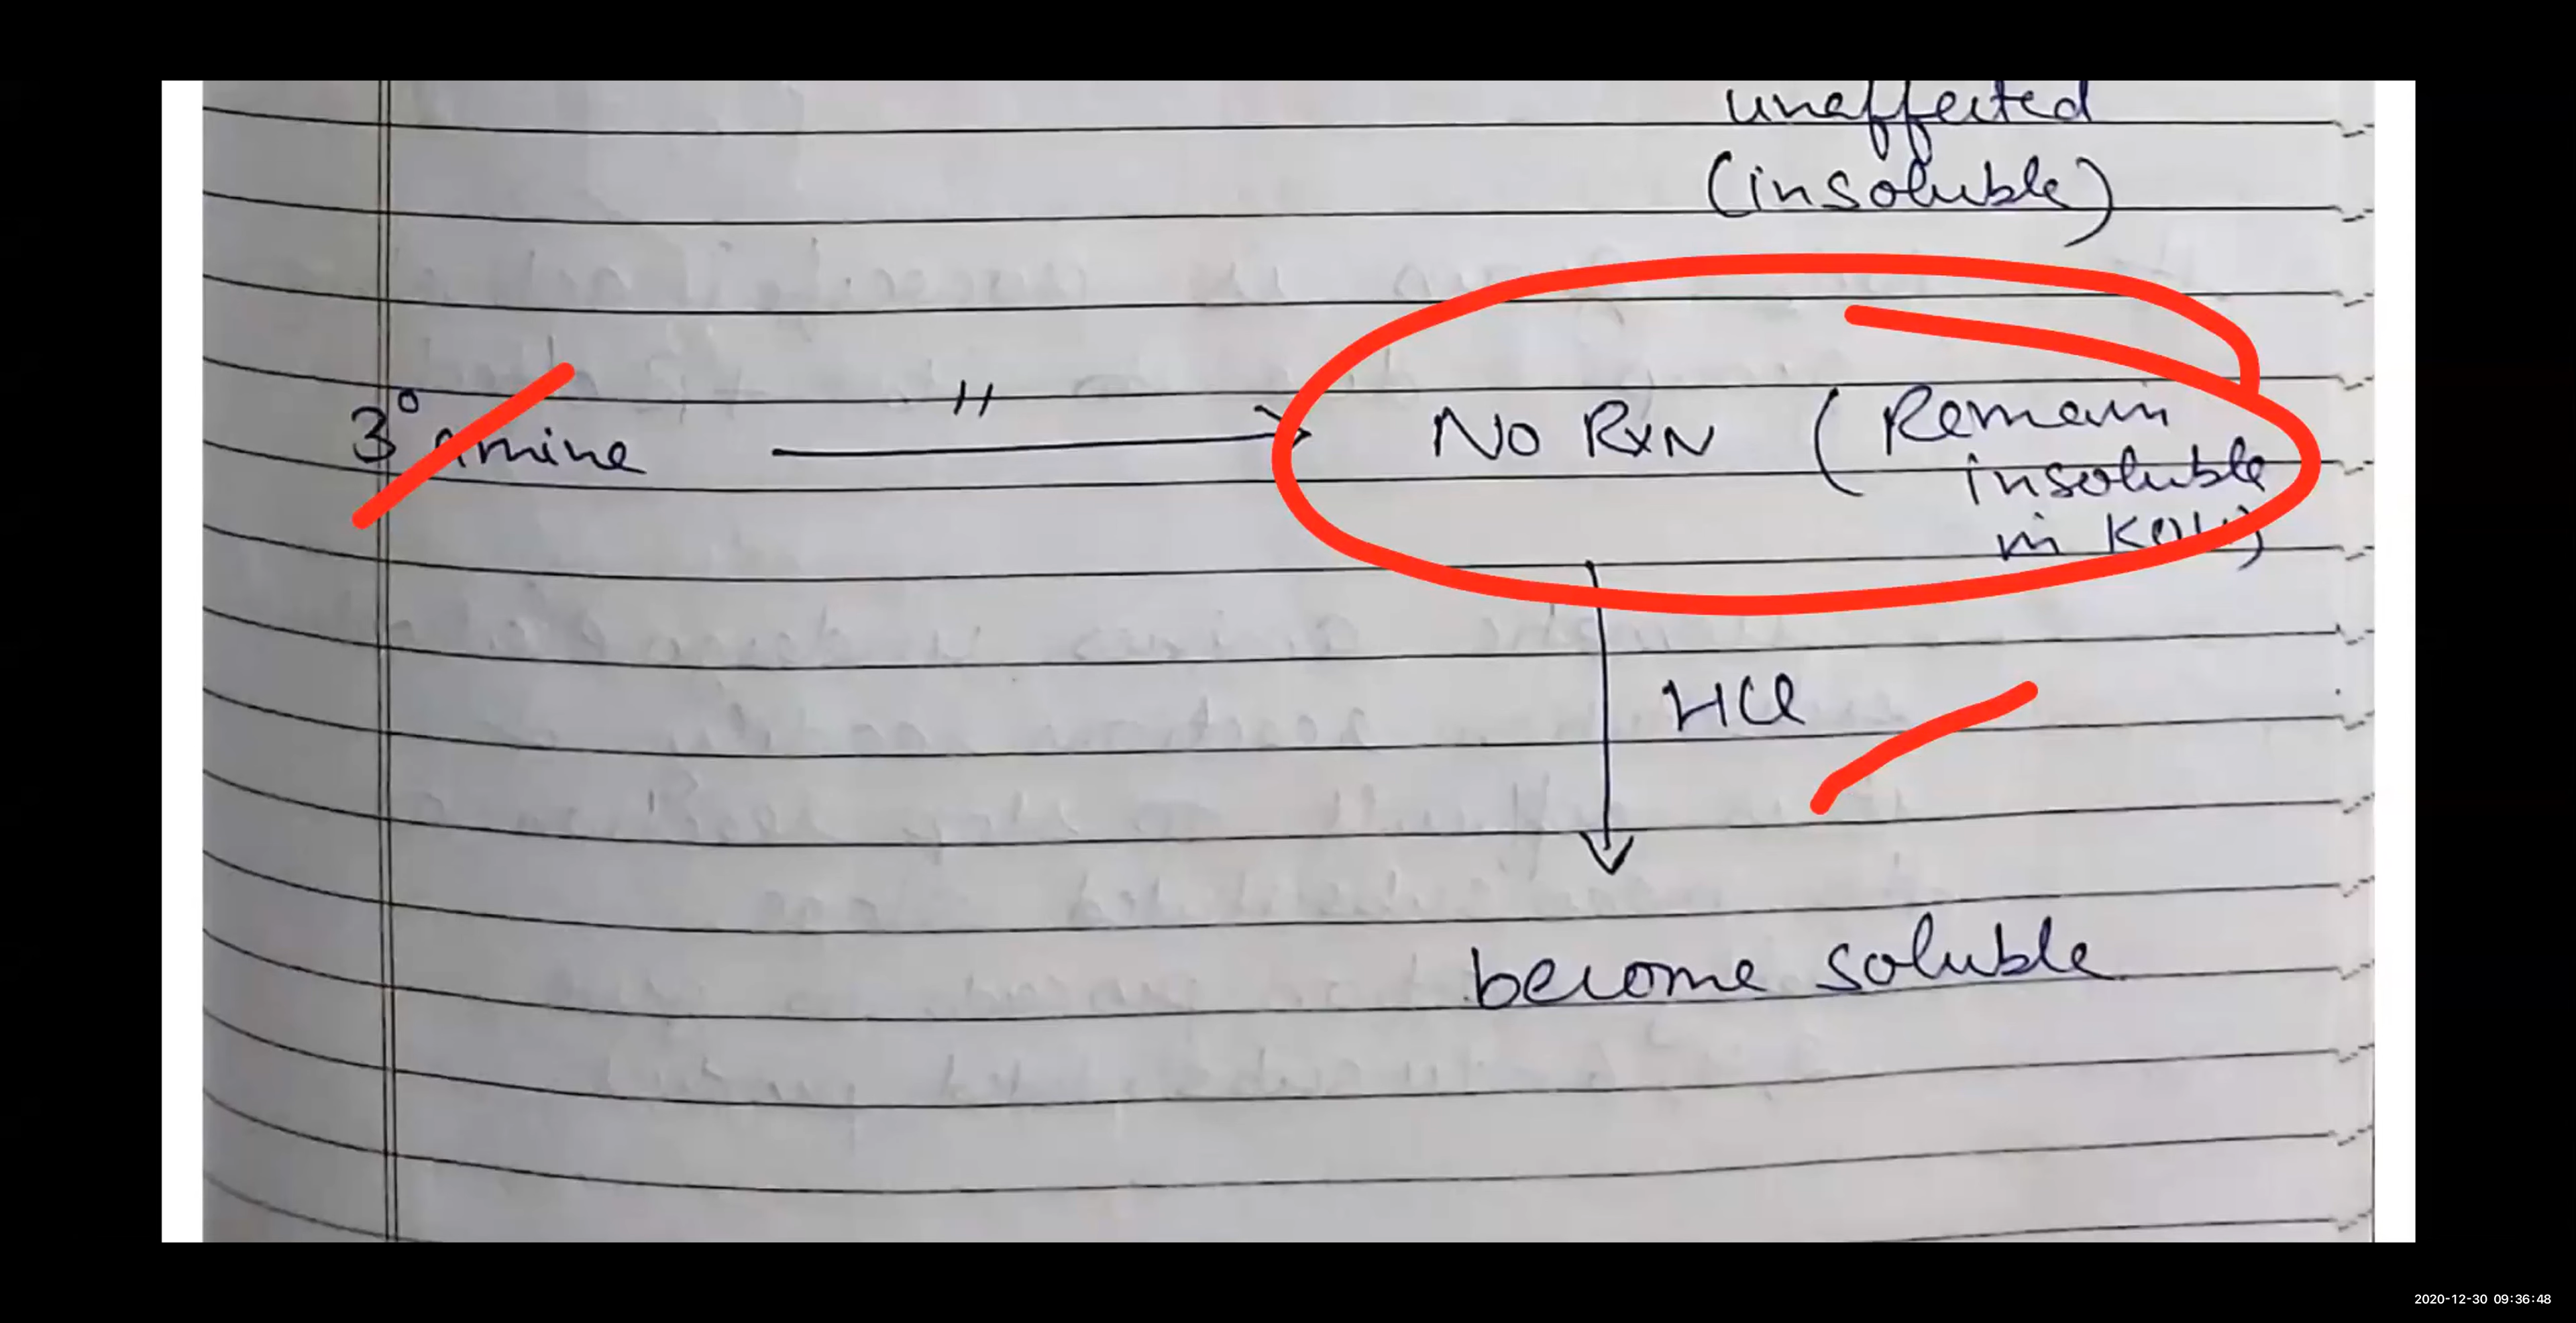 unaffected
(insoluble)
3° amine " → No RxN (Remain
insoluble
in KOH)
HCl
become soluble
2020-12-30 09:36:48